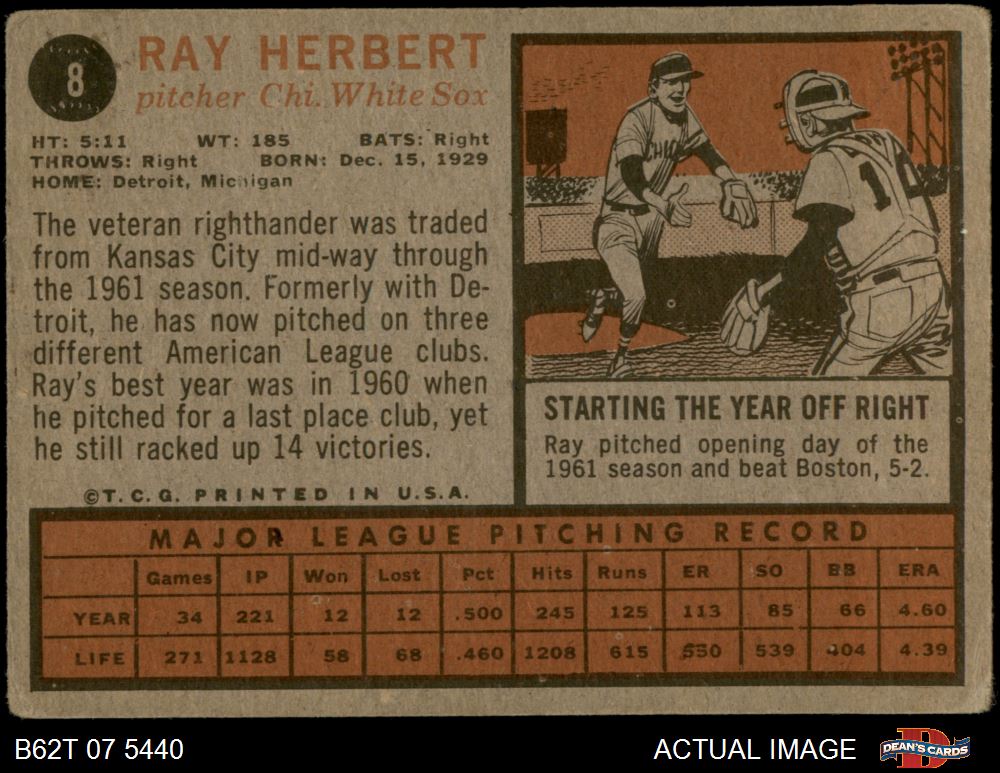 8
RAY HERBERT
pitcher Chi. White Sox
HT: 5:11 WT: 185 BATS: Right
THROWS: Right BORN: Dec. 15, 1929
HOME: Detroit, Michigan
The veteran righthander was traded
from Kansas City mid-way through
the 1961 season. Formerly with De-
troit, he has now pitched on three
different American League clubs.
Ray's best year was in 1960 when
he pitched for a last place club, yet
he still racked up 14 victories.
©T.C.G. PRINTED IN U.S.A.
STARTING THE YEAR OFF RIGHT
Ray pitched opening day of the
1961 season and beat Boston, 5-2.
MAJOR LEAGUE PITCHING RECORD
Games IP Won Lost Pct Hits Runs ER SO BB ERA
YEAR 34 221 12 12 .500 245 125 113 85 66 4.60
LIFE 271 1128 58 68 .460 1208 615 550 539 404 4.39
B62T 07 5440 ACTUAL IMAGE DEAN'S CARDS